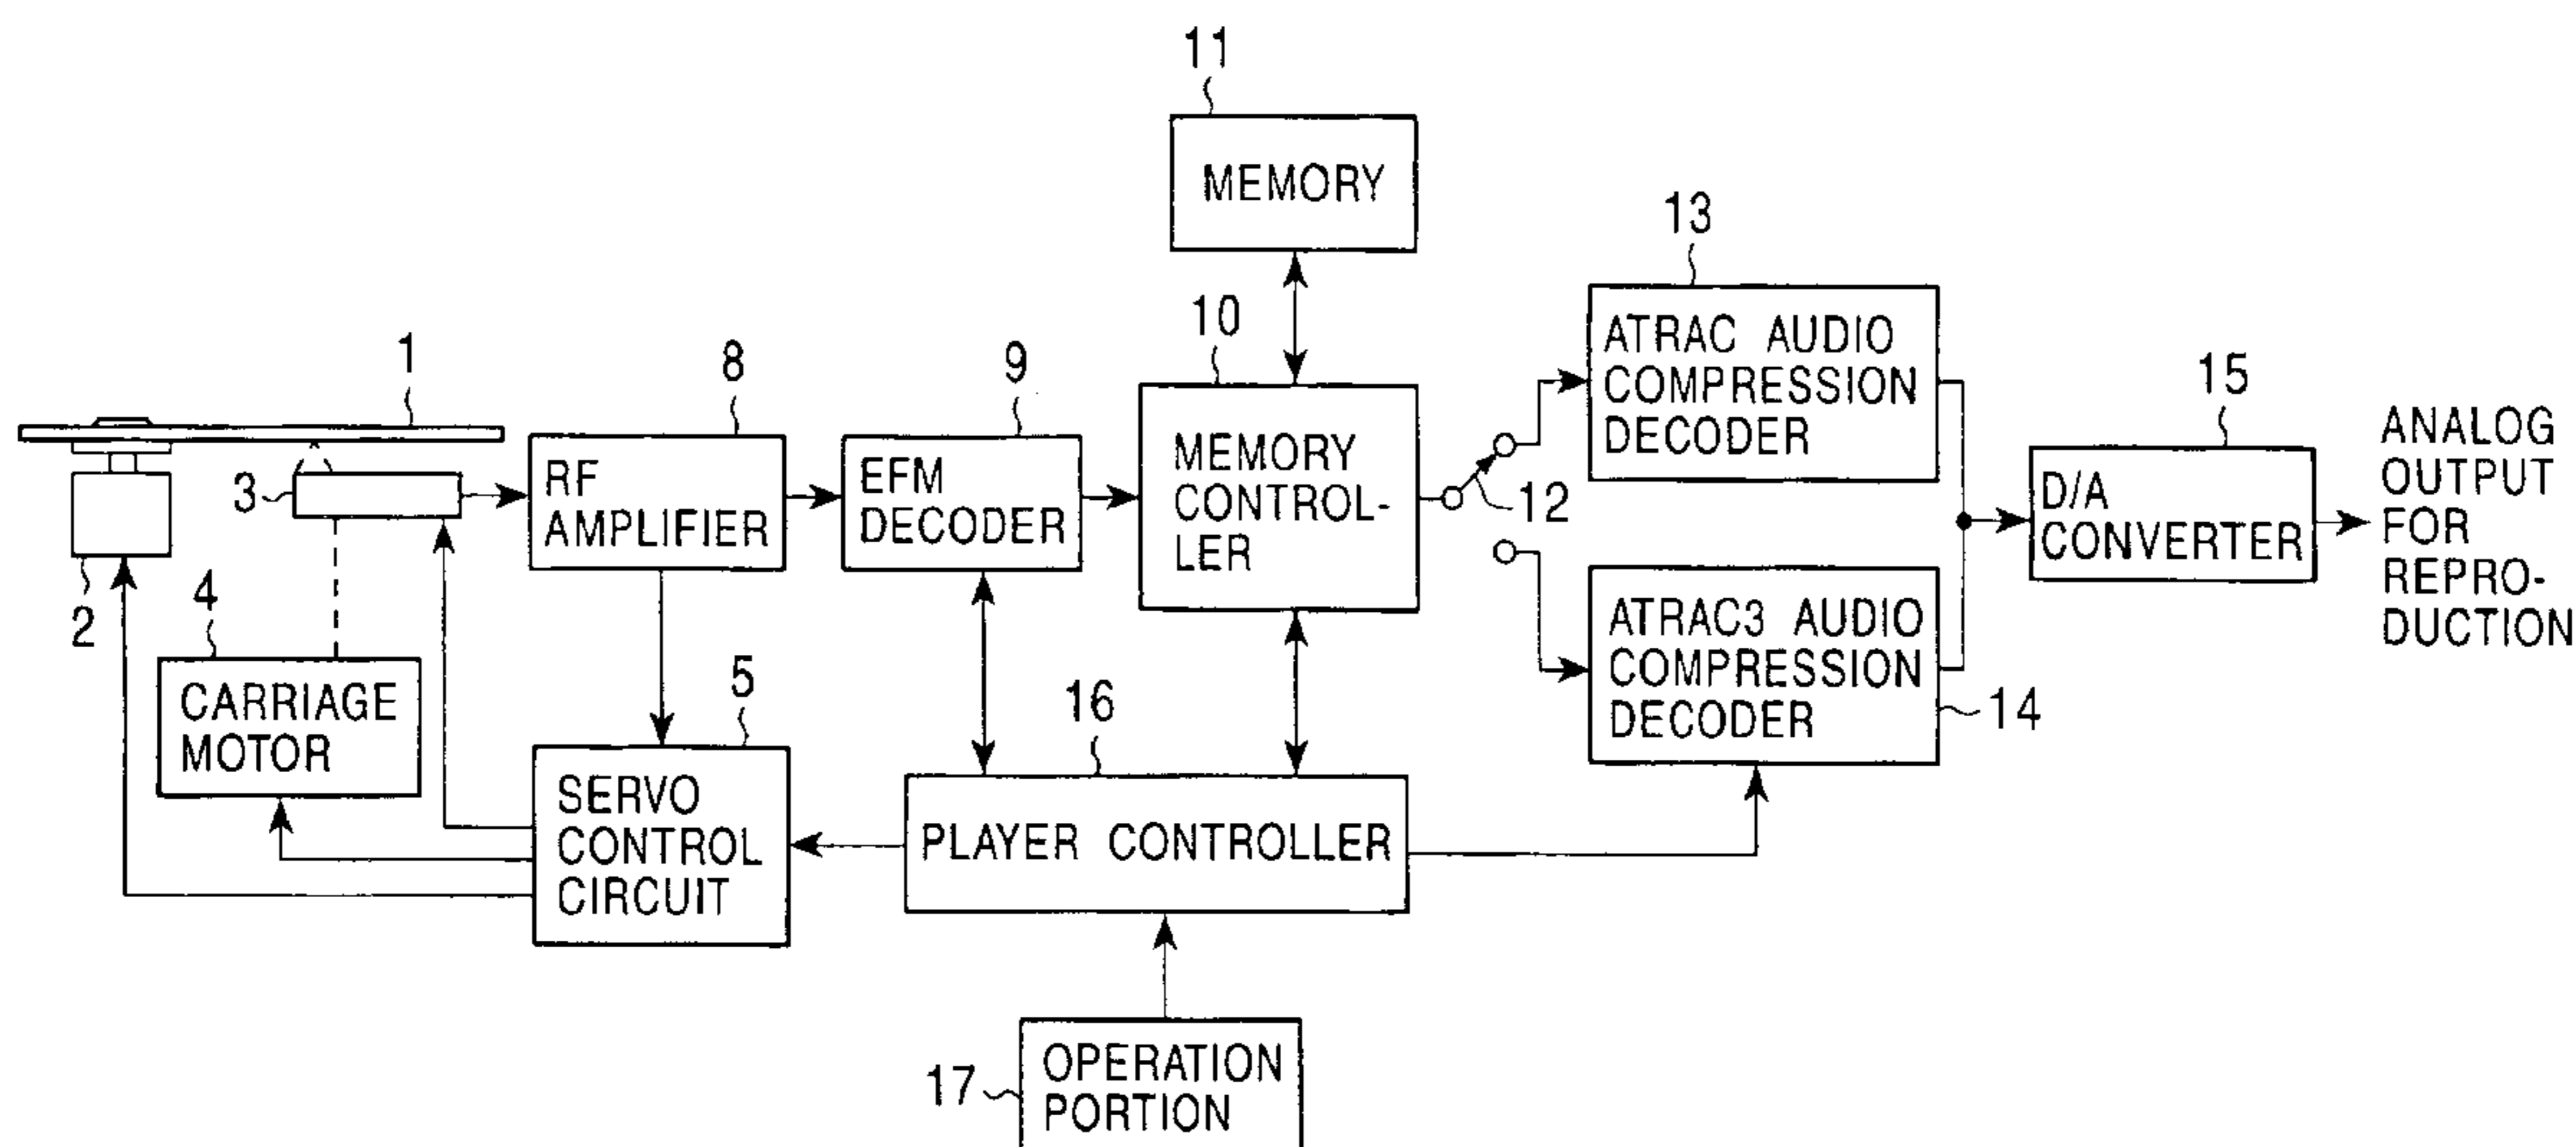 11
MEMORY
13
10
ATRAC AUDIO
COMPRESSION
DECODER
1
8
9
15
ANALOG
OUTPUT
FOR
REPRO-
DUCTION
3
RF
AMPLIFIER
EFM
DECODER
MEMORY
CONTROL-
LER
12
D/A
CONVERTER
2
4
CARRIAGE
MOTOR
5
16
ATRAC3 AUDIO
COMPRESSION
DECODER
14
SERVO
CONTROL
CIRCUIT
PLAYER CONTROLLER
17
OPERATION
PORTION